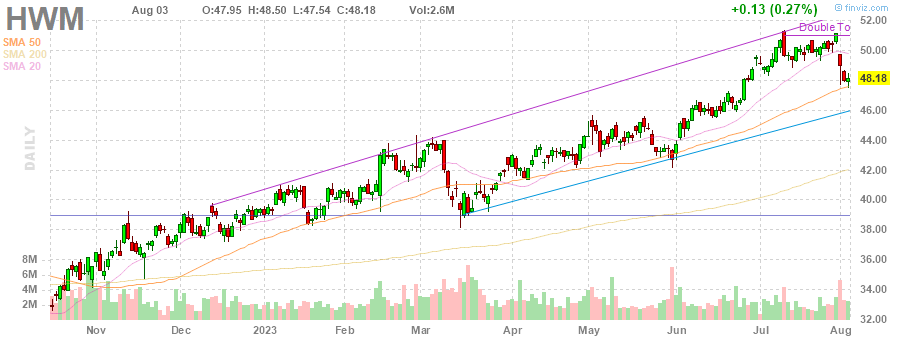 HWM
Aug 03
O:47.95 H:48.50 L:47.54 C:48.18
Vol:2.6M
+0.13 (0.27%)
finviz.com
SMA 50
SMA 200
SMA 20
Double To
DAILY
52.00
50.00
48.18
46.00
44.00
42.00
40.00
38.00
36.00
34.00
32.00
8M
6M
4M
2M
Nov
Dec
2023
Feb
Mar
Apr
May
Jun
Jul
Aug